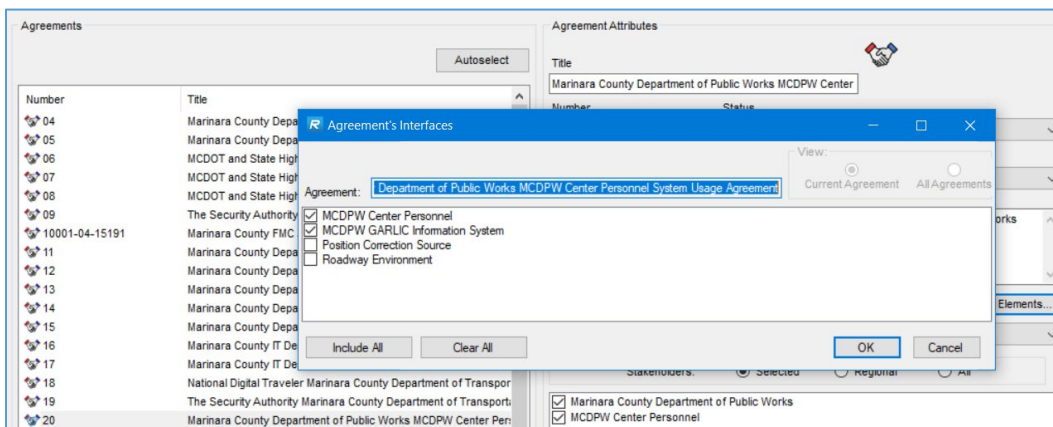 Agreements
Autoselect
Number Title
04 Marinara County Depa
05 Marinara County Depa
06 MCDOT and State High
07 MCDOT and State High
08 MCDOT and State High
09 The Security Authority
10001-04-15191 Marinara County FMC
11 Marinara County Depa
12 Marinara County Depa
13 Marinara County Depa
14 Marinara County Depa
15 Marinara County Depa
16 Marinara County IT De
17 Marinara County IT De
18 National Digital Traveler Marinara County Department of Transpor
19 The Security Authority Marinara County Department of Transporta
20 Marinara County Department of Public Works MCDPW Center Pers
Agreement Attributes
Title
Marinara County Department of Public Works MCDPW Center
Number Status
R Agreement's Interfaces
View:
Current Agreement All Agreements
Agreement: Department of Public Works MCDPW Center Personnel System Usage Agreement
MCDPW Center Personnel
MCDPW GARLIC Information System
Position Correction Source
Roadway Environment
Include All Clear All OK Cancel
orks
Elements...
Stakeholders: Selected Regional All
Marinara County Department of Public Works
MCDPW Center Personnel